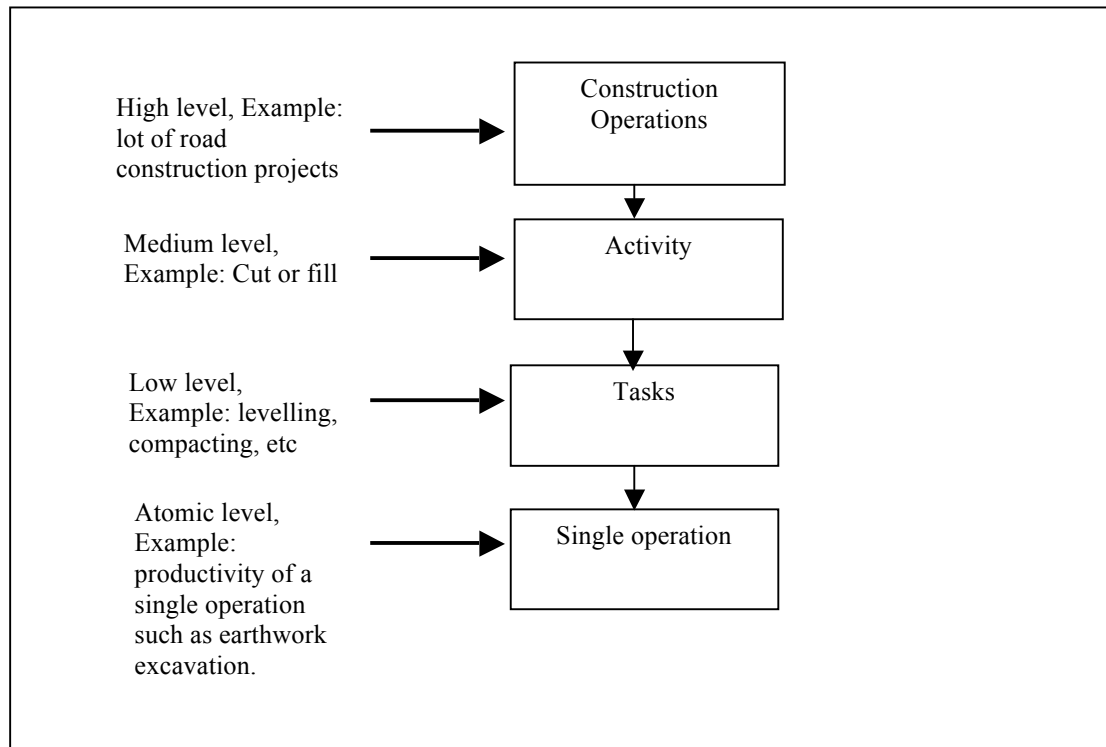 High level, Example:
lot of road
construction projects
Construction
Operations
Medium level,
Example: Cut or fill
Activity
Low level,
Example: levelling,
compacting, etc
Tasks
Atomic level,
Example:
productivity of a
single operation
such as earthwork
excavation.
Single operation